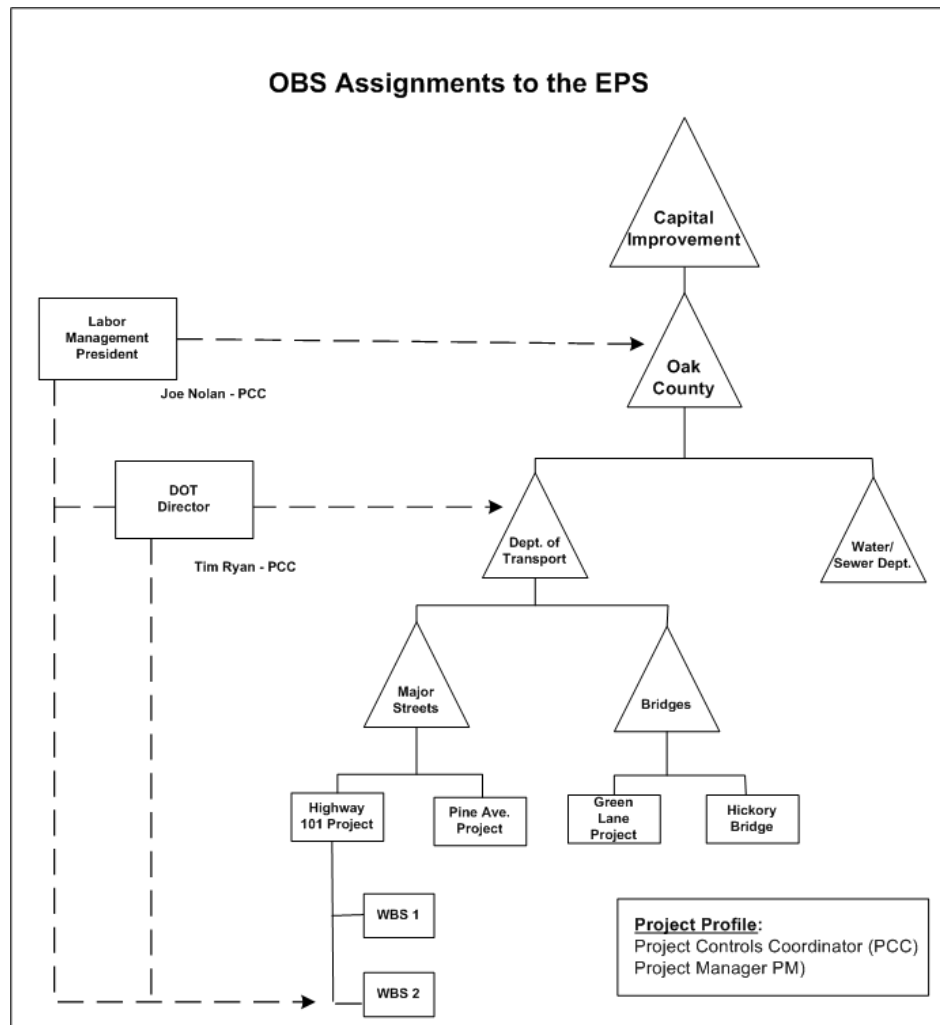 OBS Assignments to the EPS
Capital
Improvement
Labor
Management
President
Joe Nolan - PCC
Oak
County
DOT
Director
Tim Ryan - PCC
Dept. of
Transport
Water/
Sewer Dept.
Major
Streets
Bridges
Highway
101 Project
Pine Ave.
Project
Green
Lane
Project
Hickory
Bridge
WBS 1
WBS 2
Project Profile:
Project Controls Coordinator (PCC)
Project Manager PM)